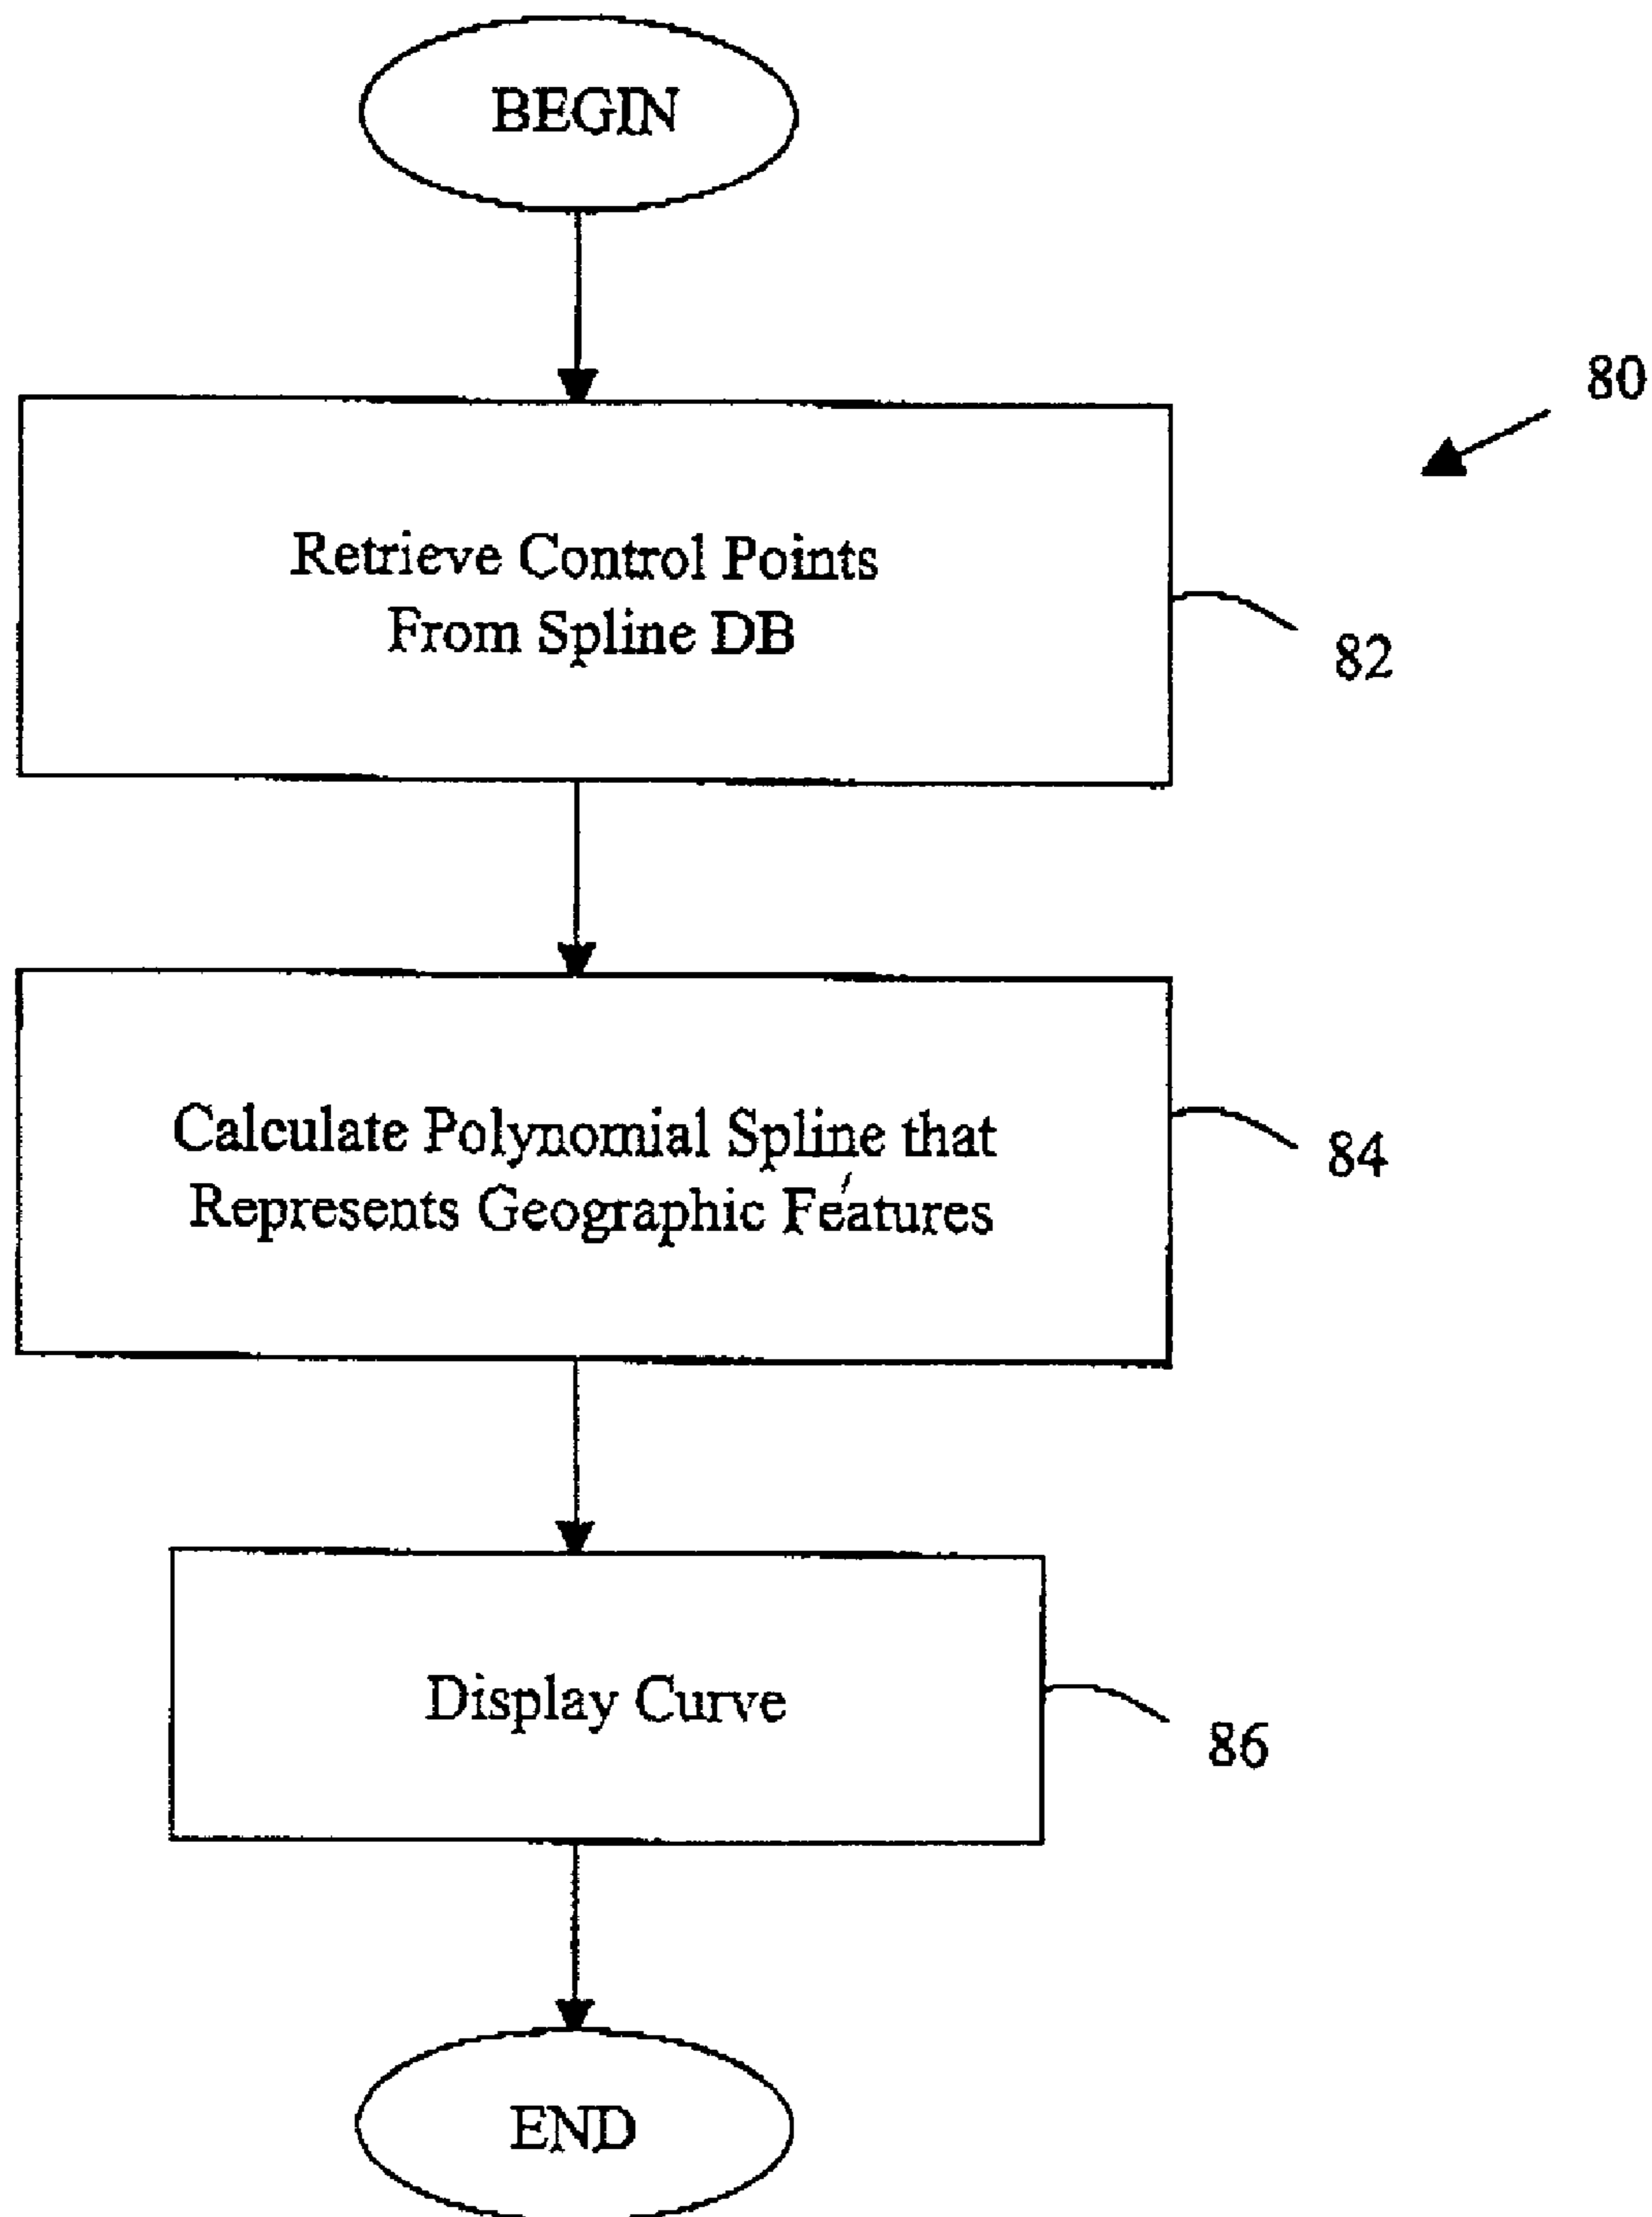 BEGIN
80
Retrieve Control Points
From Spline DB
82
Calculate Polynomial Spline that
Represents Geographic Features
84
Display Curve
86
END